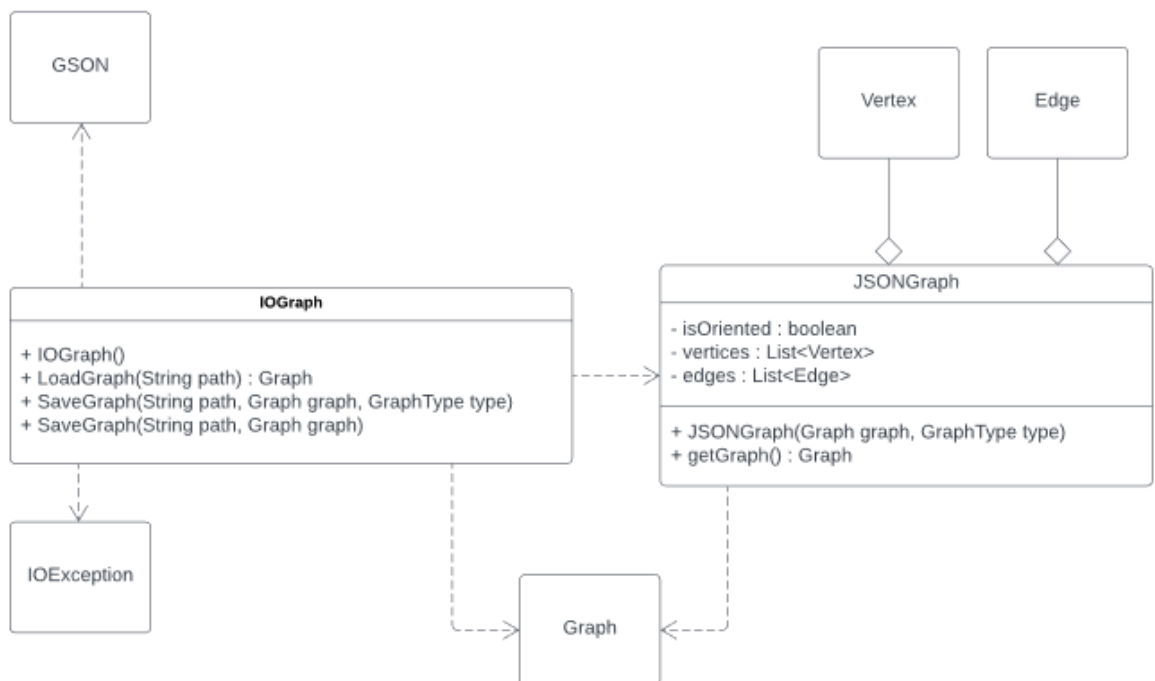 GSON
Vertex
Edge
IOGraph
+ IOGraph()
+ LoadGraph(String path) : Graph
+ SaveGraph(String path, Graph graph, GraphType type)
+ SaveGraph(String path, Graph graph)
JSONGraph
- isOriented : boolean
- vertices : List<Vertex>
- edges : List<Edge>
+ JSONGraph(Graph graph, GraphType type)
+ getGraph() : Graph
IOException
Graph